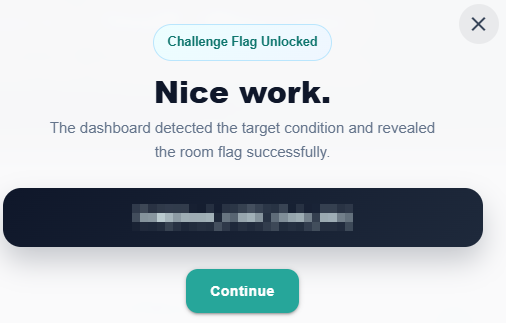 Challenge Flag Unlocked
Nice work.
The dashboard detected the target condition and revealed
the room flag successfully.
Continue